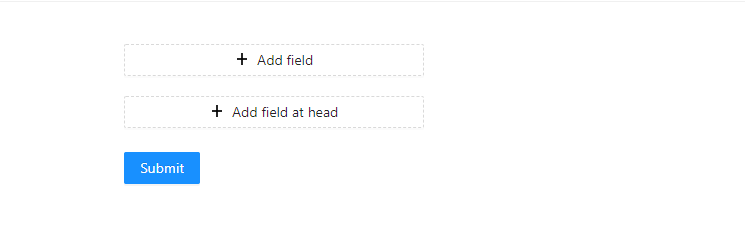 + Add field
+ Add field at head
Submit